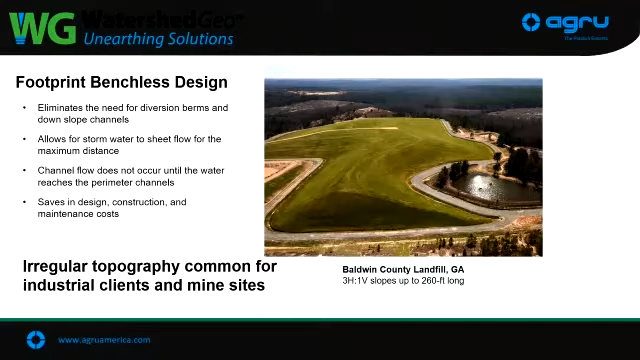 WG WatershedGeo
Unearthing Solutions
agru
The Plastics Experts
Footprint Benchless Design
• Eliminates the need for diversion berms and
down slope channels
• Allows for storm water to sheet flow for the
maximum distance
• Channel flow does not occur until the water
reaches the perimeter channels
• Saves in design, construction, and
maintenance costs
Irregular topography common for
industrial clients and mine sites
Baldwin County Landfill, GA
3H:1V slopes up to 260-ft long
www.agruamerica.com